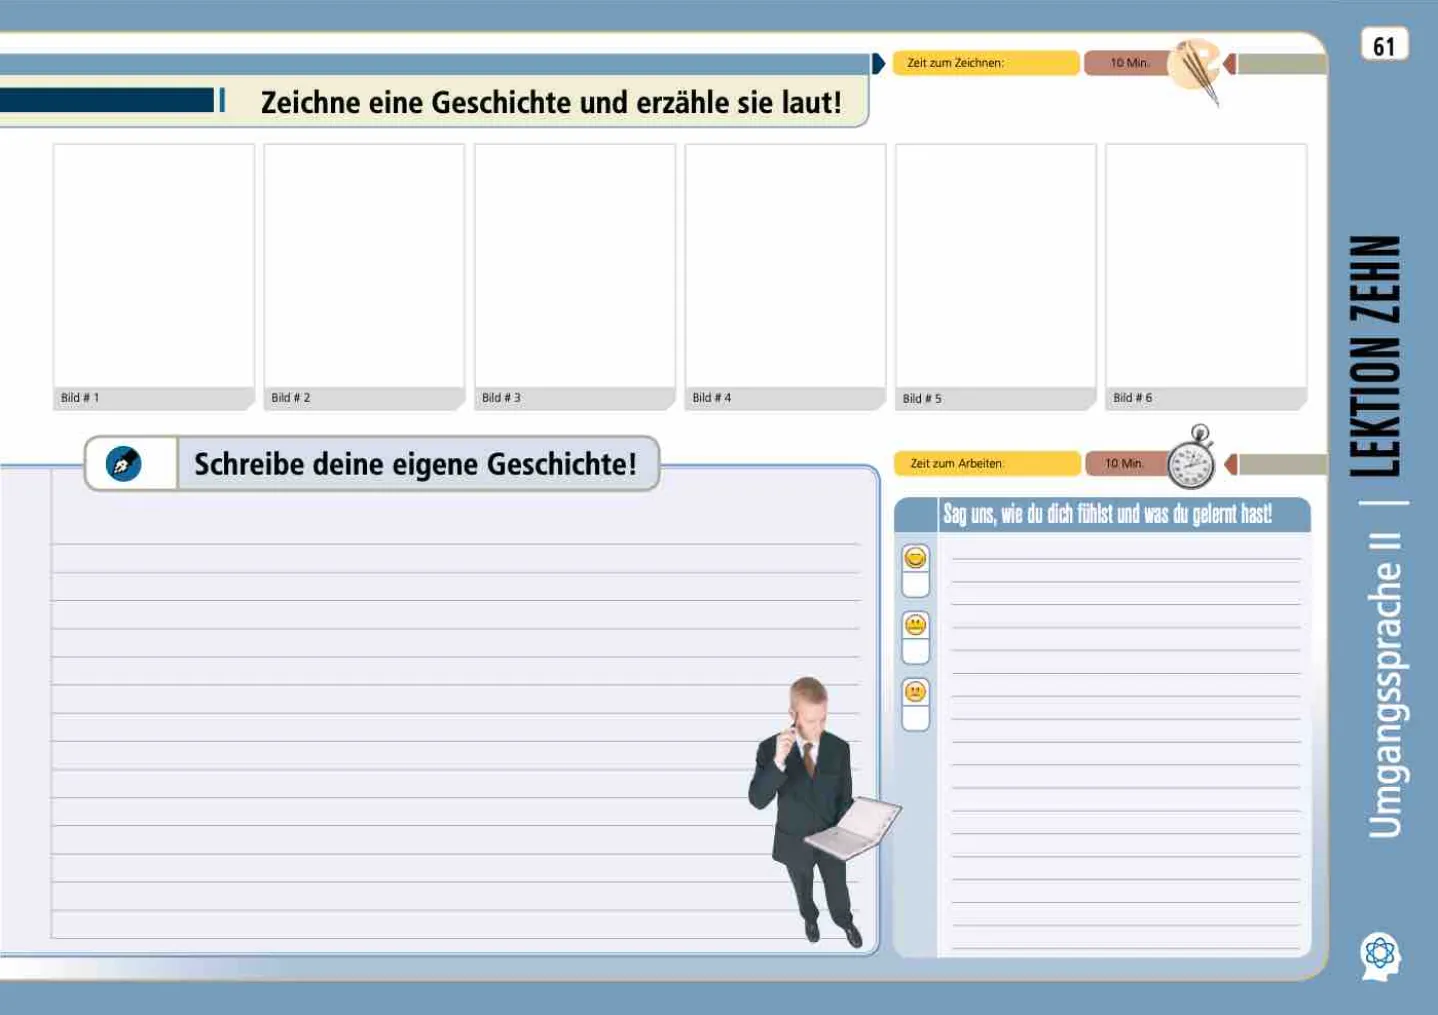 61
Zeit zum Zeichnen:
10 Min.
Zeichne eine Geschichte und erzähle sie laut!
Bild # 1
Bild # 2
Bild # 3
Bild # 4
Bild # 5
Bild # 6
Schreibe deine eigene Geschichte!
Zeit zum Arbeiten:
10 Min.
Sag uns, wie du dich fühlst und was du gelernt hast!
Umgangssprache II | LEKTION ZEHN